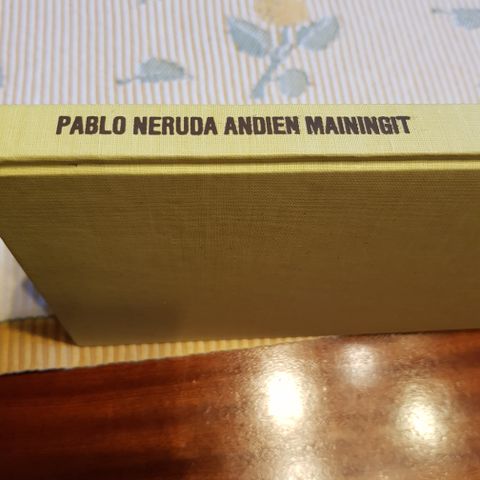 PABLO NERUDA ANDIEN MAININGIT